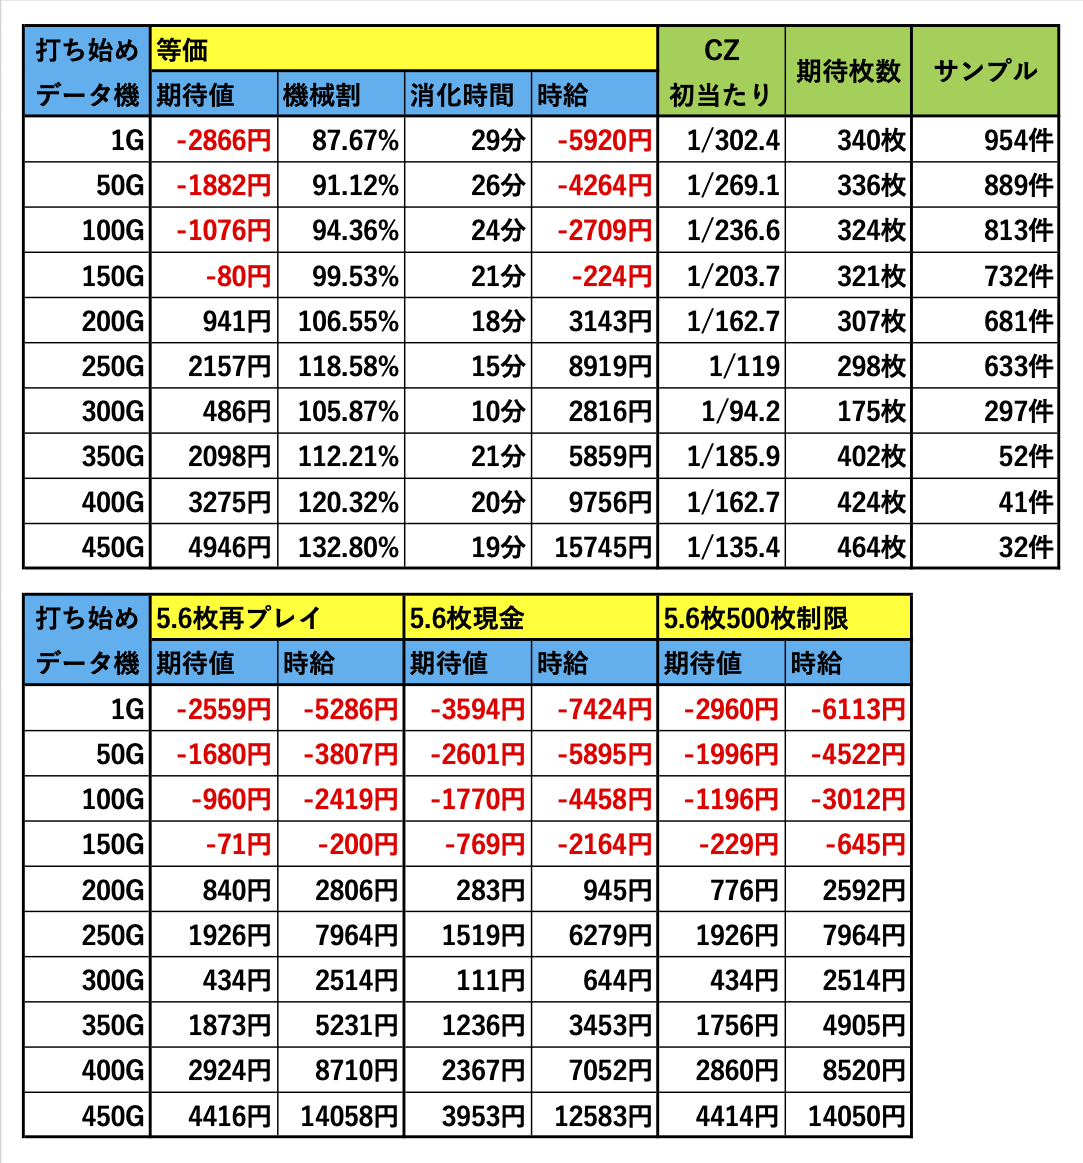 打ち始め 等価 CZ 期待枚数 サンプル
データ機 期待値 機械割 消化時間 時給 初当たり
1G -2866円 87.67% 29分 -5920円 1/302.4 340枚 954件
50G -1882円 91.12% 26分 -4264円 1/269.1 336枚 889件
100G -1076円 94.36% 24分 -2709円 1/236.6 324枚 813件
150G -80円 99.53% 21分 -224円 1/203.7 321枚 732件
200G 941円 106.55% 18分 3143円 1/162.7 307枚 681件
250G 2157円 118.58% 15分 8919円 1/119 298枚 633件
300G 486円 105.87% 10分 2816円 1/94.2 175枚 297件
350G 2098円 112.21% 21分 5859円 1/185.9 402枚 52件
400G 3275円 120.32% 20分 9756円 1/162.7 424枚 41件
450G 4946円 132.80% 19分 15745円 1/135.4 464枚 32件
打ち始め 5.6枚再プレイ 5.6枚現金 5.6枚500枚制限
データ機 期待値 時給 期待値 時給 期待値 時給
1G -2559円 -5286円 -3594円 -7424円 -2960円 -6113円
50G -1680円 -3807円 -2601円 -5895円 -1996円 -4522円
100G -960円 -2419円 -1770円 -4458円 -1196円 -3012円
150G -71円 -200円 -769円 -2164円 -229円 -645円
200G 840円 2806円 283円 945円 776円 2592円
250G 1926円 7964円 1519円 6279円 1926円 7964円
300G 434円 2514円 111円 644円 434円 2514円
350G 1873円 5231円 1236円 3453円 1756円 4905円
400G 2924円 8710円 2367円 7052円 2860円 8520円
450G 4416円 14058円 3953円 12583円 4414円 14050円